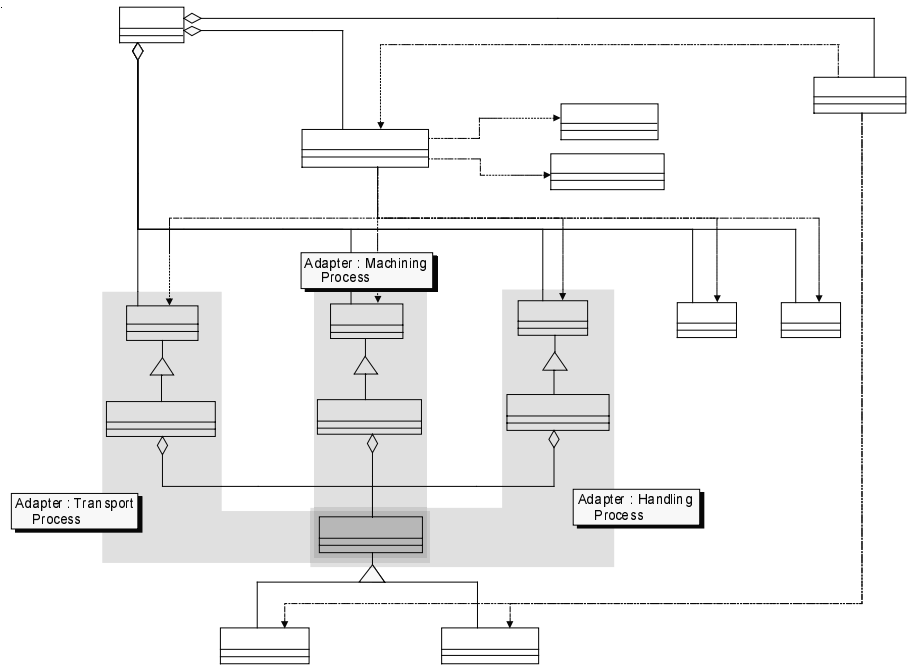 Adapter : Machining
Process
Adapter : Transport
Process
Adapter : Handling
Process